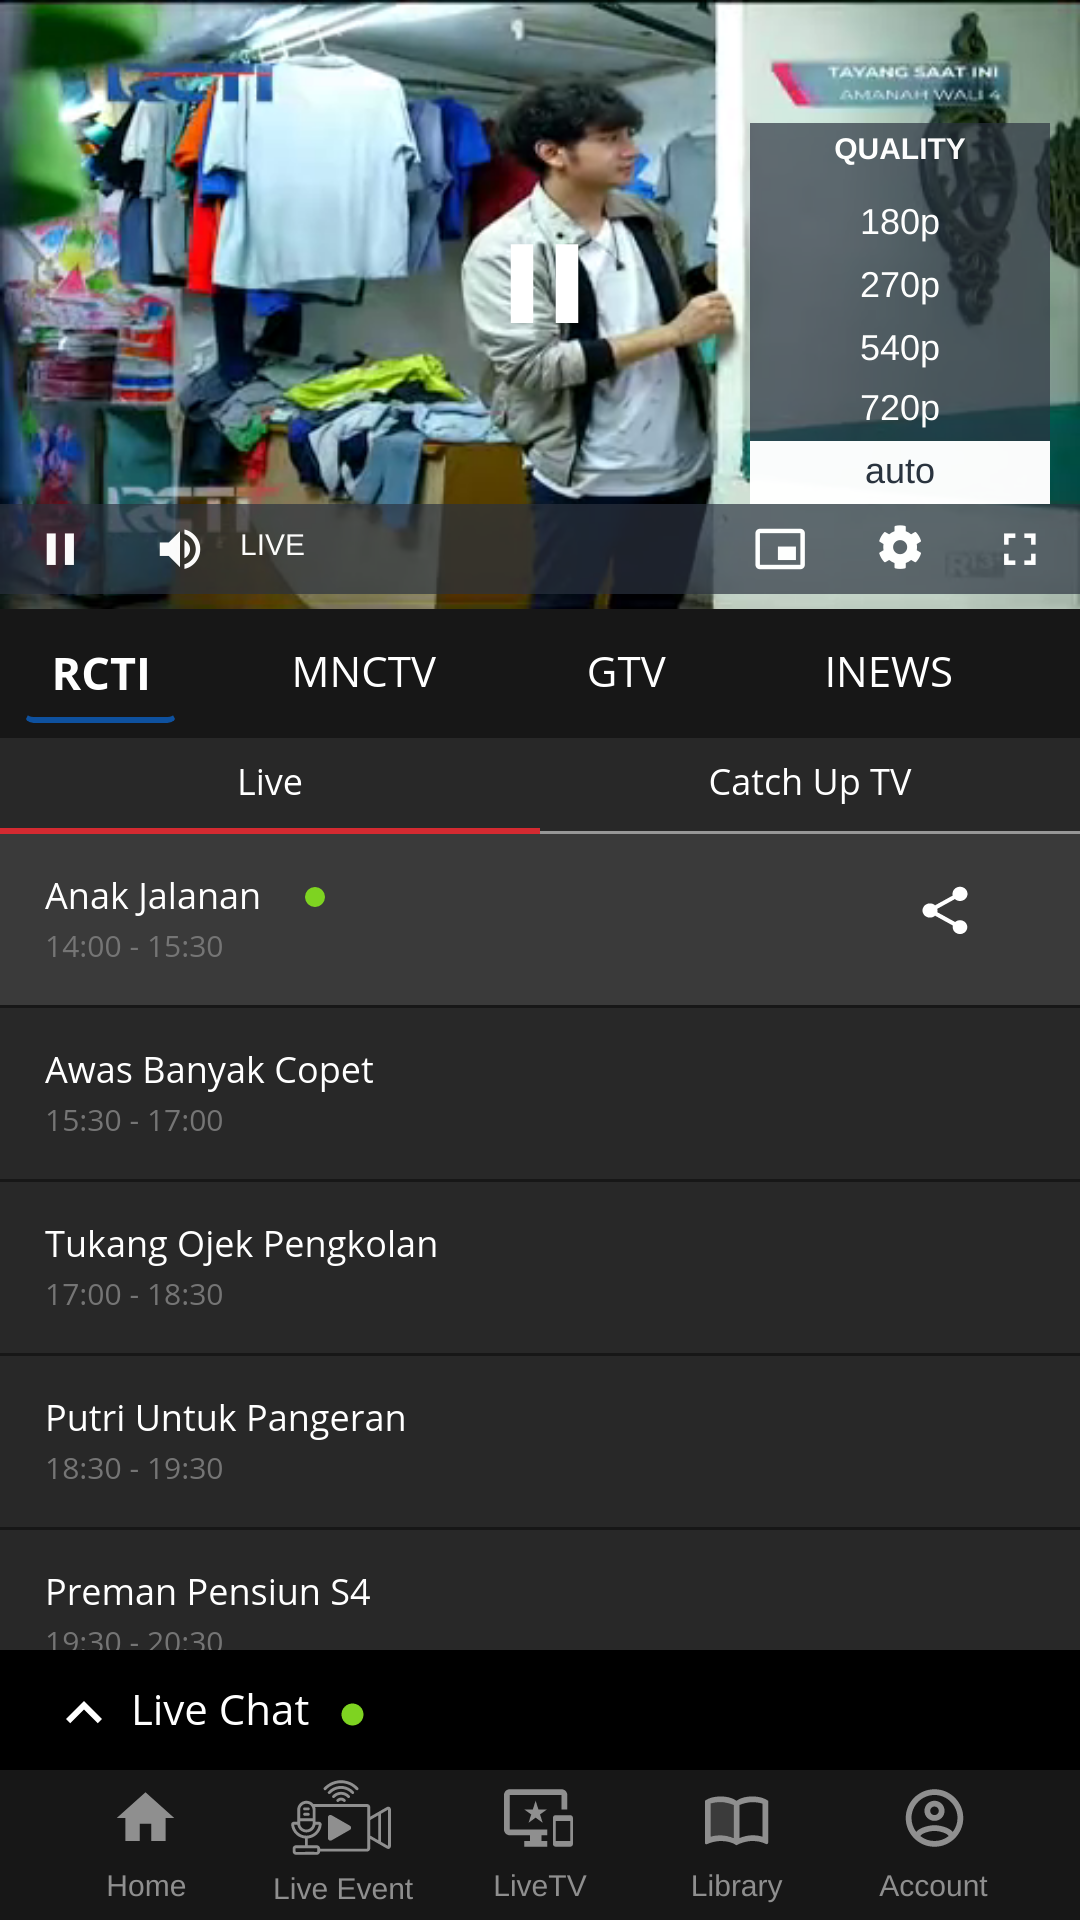 RCTI
TAYANG SAAT INI
AMANAH WALI 4
QUALITY
180p
270p
540p
720p
auto
RCTI
LIVE
RCTI MNCTV GTV INEWS
Live Catch Up TV
Anak Jalanan
14:00 - 15:30
Awas Banyak Copet
15:30 - 17:00
Tukang Ojek Pengkolan
17:00 - 18:30
Putri Untuk Pangeran
18:30 - 19:30
Preman Pensiun S4
19:30 - 20:30
Live Chat
Home Live Event LiveTV Library Account